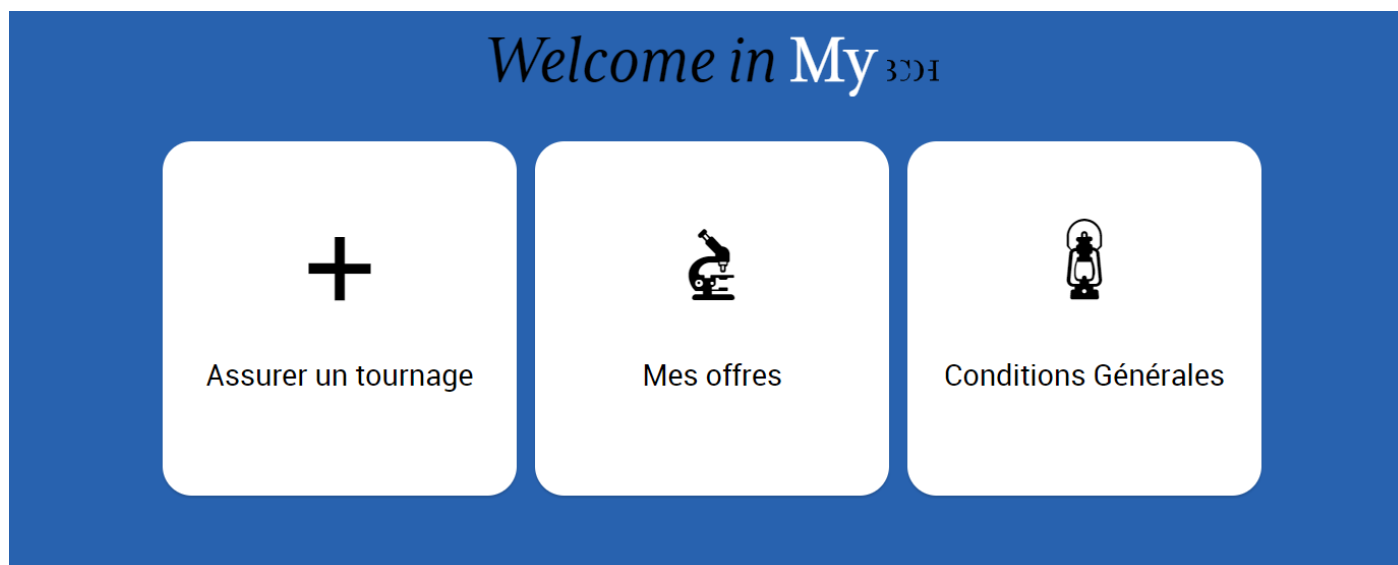 Welcome in My
Assurer un tournage
Mes offres
Conditions Générales